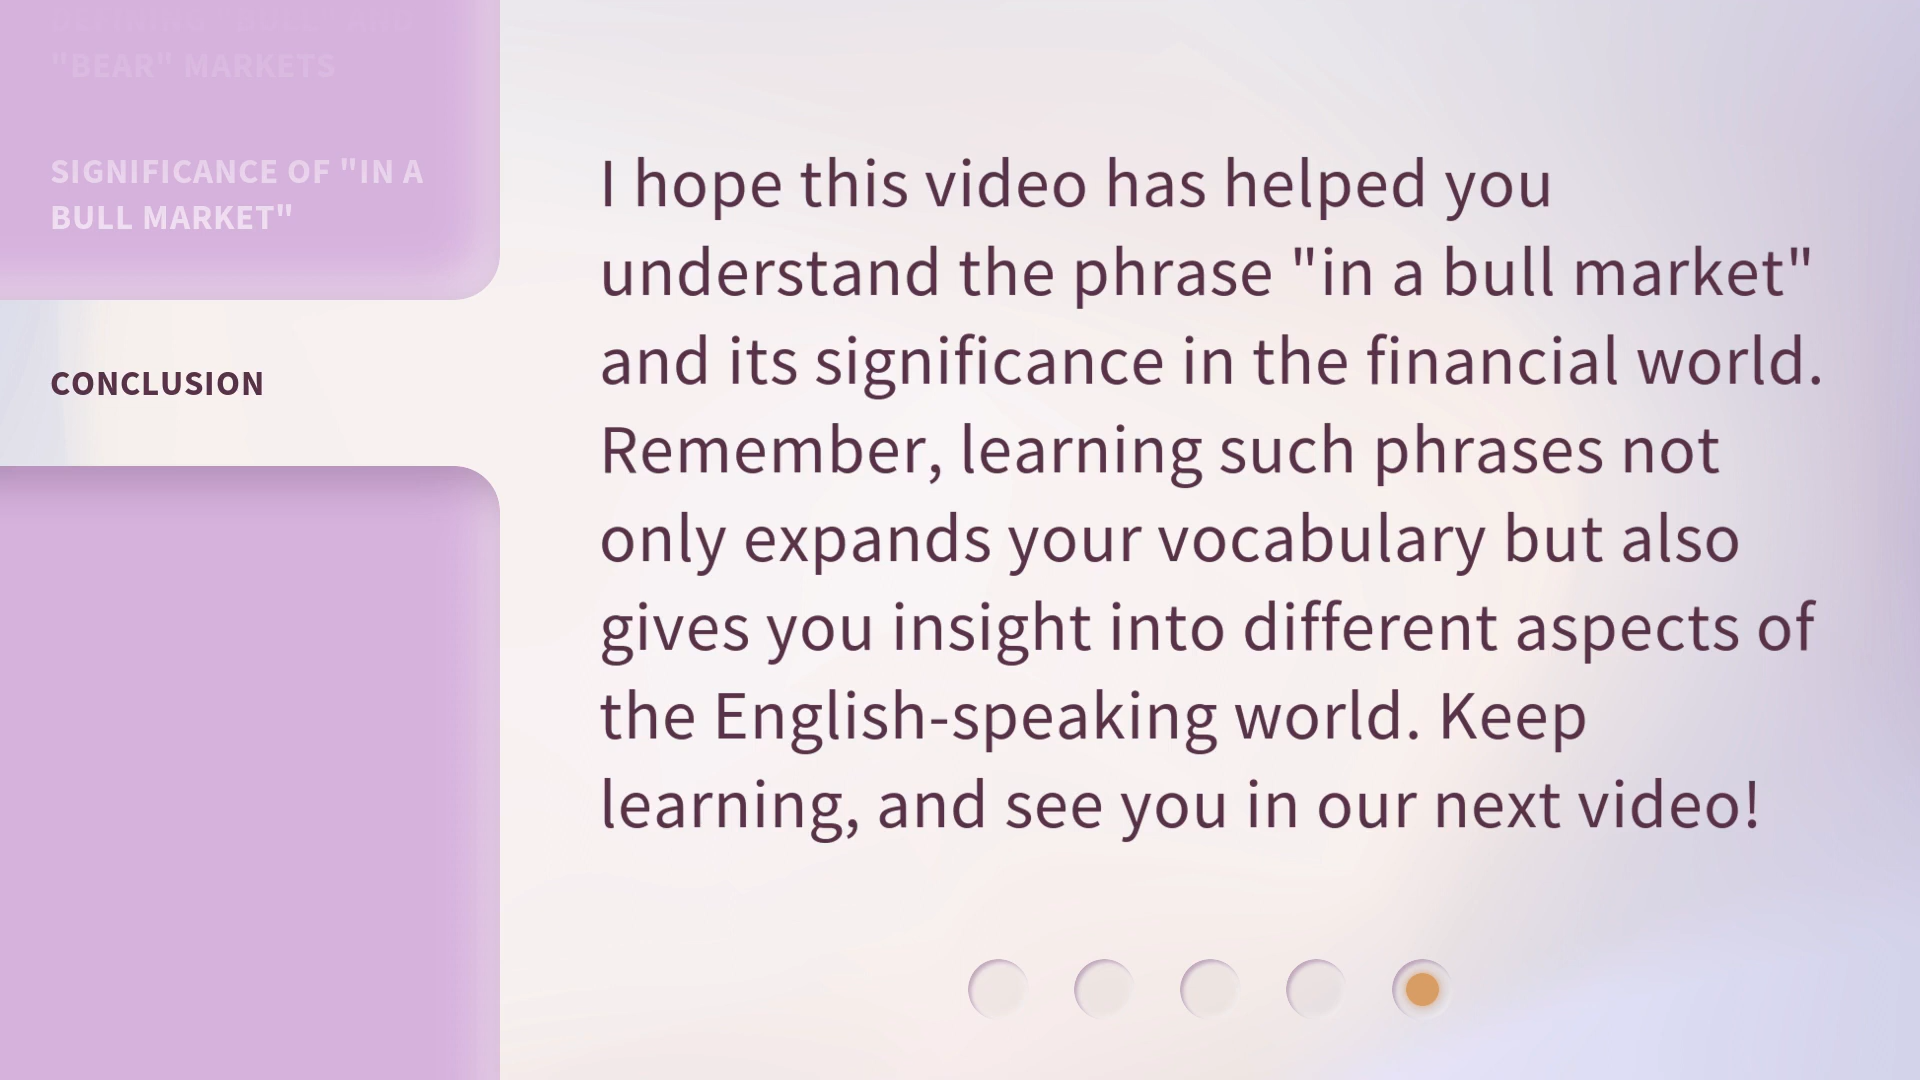 DEFINING "BULL" AND
"BEAR" MARKETS
SIGNIFICANCE OF "IN A
BULL MARKET"
CONCLUSION
I hope this video has helped you
understand the phrase "in a bull market"
and its significance in the financial world.
Remember, learning such phrases not
only expands your vocabulary but also
gives you insight into different aspects of
the English-speaking world. Keep
learning, and see you in our next video!